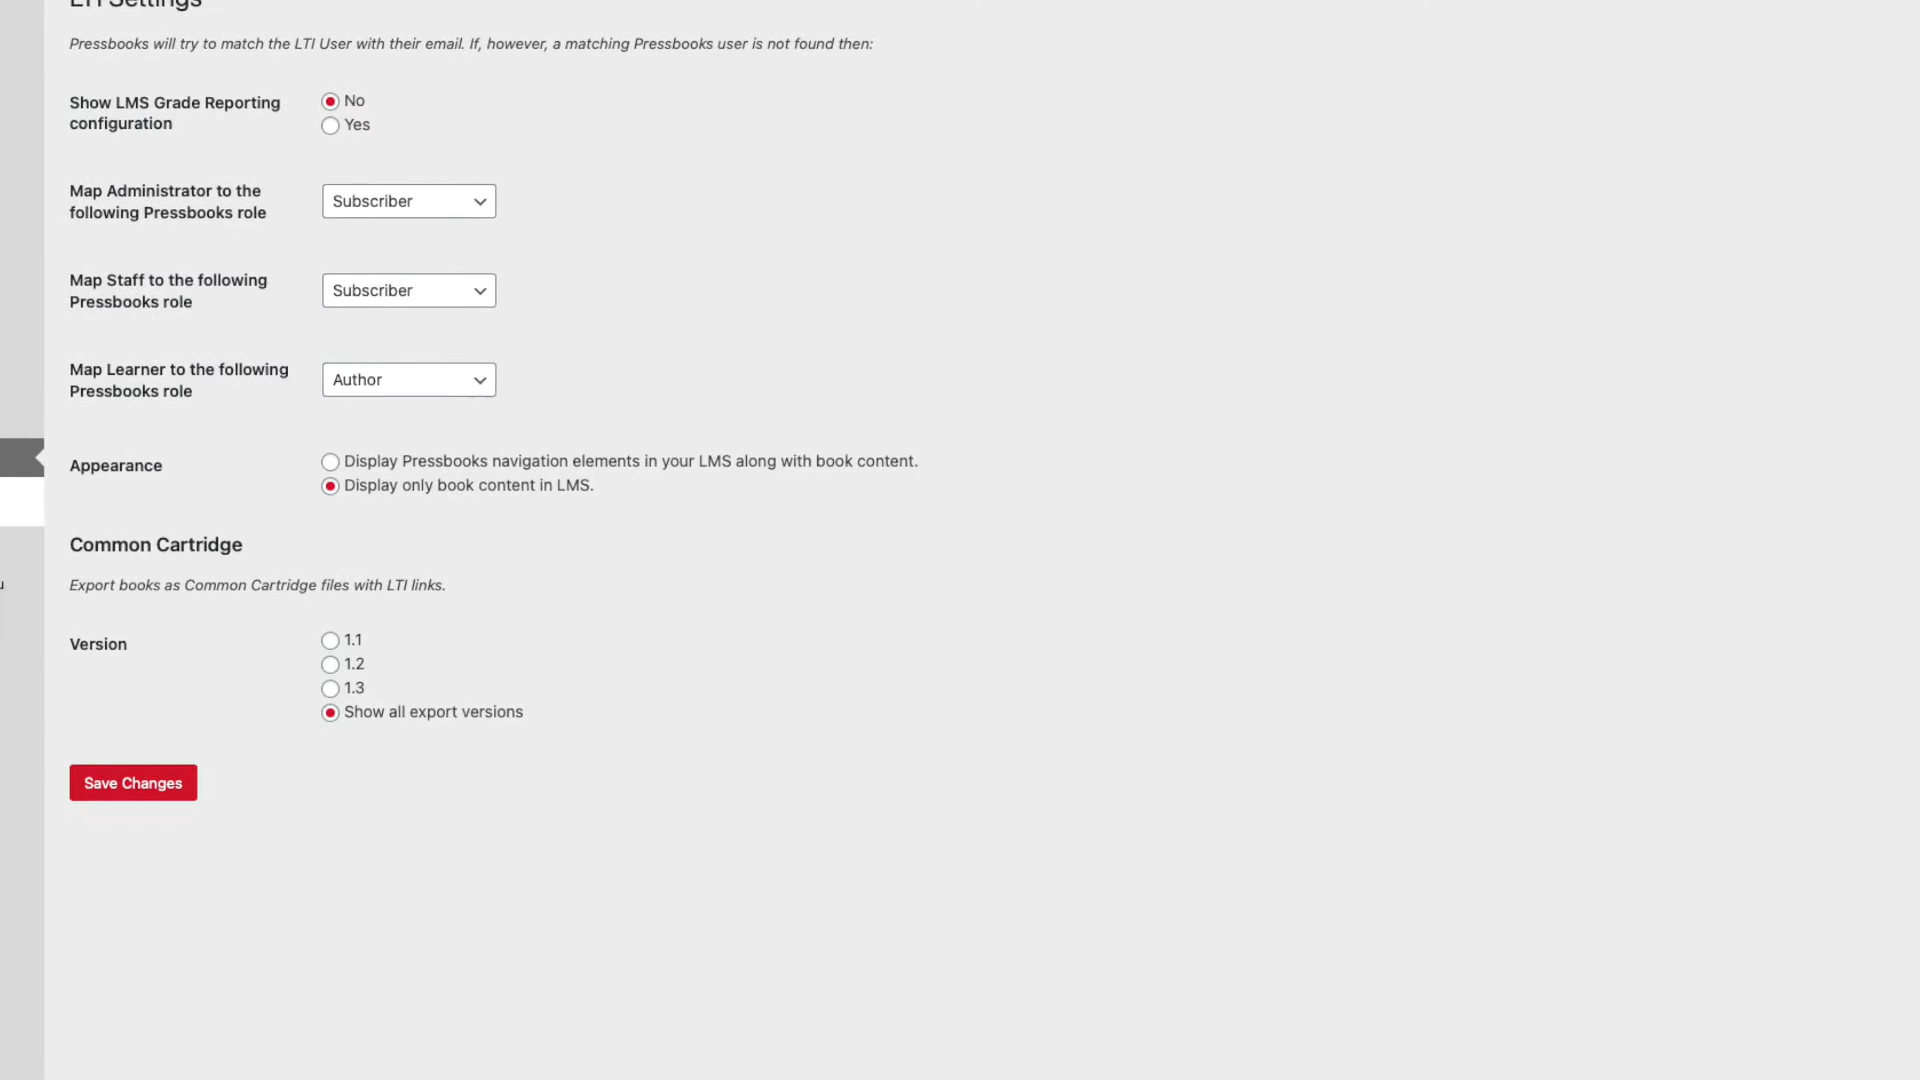 LTI Settings
Pressbooks will try to match the LTI User with their email. If, however, a matching Pressbooks user is not found then:
Show LMS Grade Reporting
configuration
No
Yes
Map Administrator to the
following Pressbooks role
Subscriber
Map Staff to the following
Pressbooks role
Subscriber
Map Learner to the following
Pressbooks role
Author
Appearance
Display Pressbooks navigation elements in your LMS along with book content.
Display only book content in LMS.
Common Cartridge
Export books as Common Cartridge files with LTI links.
Version
1.1
1.2
1.3
Show all export versions
Save Changes